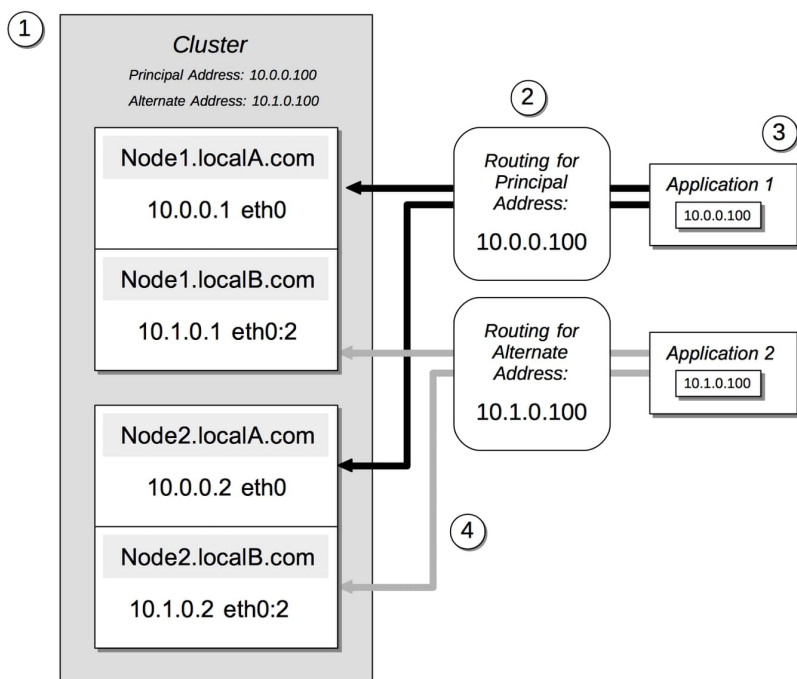 1
Cluster
Principal Address: 10.0.0.100
Alternate Address: 10.1.0.100
Node1.localA.com
10.0.0.1 eth0
Node1.localB.com
10.1.0.1 eth0:2
Node2.localA.com
10.0.0.2 eth0
Node2.localB.com
10.1.0.2 eth0:2
2
Routing for
Principal
Address:
10.0.0.100
Routing for
Alternate
Address:
10.1.0.100
3
Application 1
10.0.0.100
Application 2
10.1.0.100
4